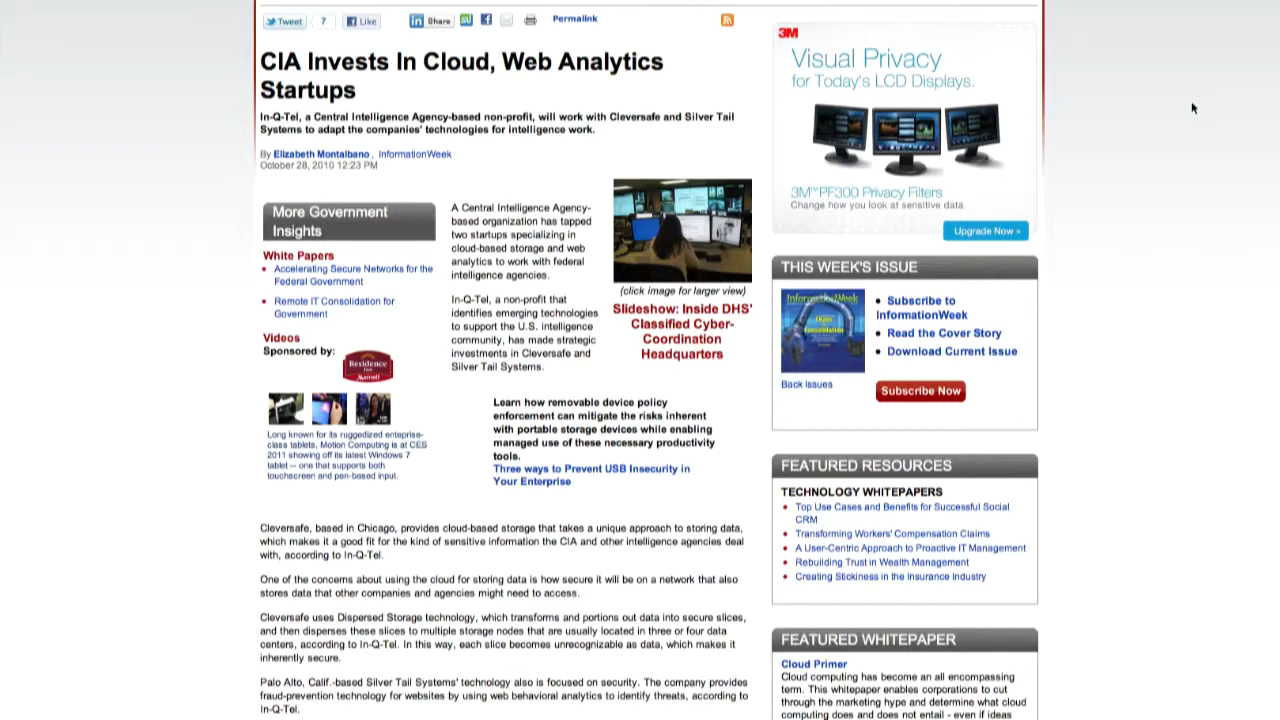 Tweet 7 Like Share Permalink
CIA Invests In Cloud, Web Analytics
Startups
In-Q-Tel, a Central Intelligence Agency-based non-profit, will work with Cleversafe and Silver Tail
Systems to adapt the companies' technologies for intelligence work.
By Elizabeth Montalbano , InformationWeek
October 28, 2010 12:23 PM
More Government
Insights
White Papers
Accelerating Secure Networks for the
Federal Government
Remote IT Consolidation for
Government
Videos
Sponsored by:
Residence
Inn
Marriott
Long known for its ruggedized enteprise-
class tablets, Motion Computing is at CES
2011 showing off its latest Windows 7
tablet -- one that supports both
touchscreen and pen-based input.
A Central Intelligence Agency-
based organization has tapped
two startups specializing in
cloud-based storage and web
analytics to work with federal
intelligence agencies.
In-Q-Tel, a non-profit that
identifies emerging technologies
to support the U.S. intelligence
community, has made strategic
investments in Cleversafe and
Silver Tail Systems.
(click image for larger view)
Slideshow: Inside DHS'
Classified Cyber-
Coordination
Headquarters
Learn how removable device policy
enforcement can mitigate the risks inherent
with portable storage devices while enabling
managed use of these necessary productivity
tools.
Three ways to Prevent USB Insecurity in
Your Enterprise
Cleversafe, based in Chicago, provides cloud-based storage that takes a unique approach to storing data,
which makes it a good fit for the kind of sensitive information the CIA and other intelligence agencies deal
with, according to In-Q-Tel.
One of the concerns about using the cloud for storing data is how secure it will be on a network that also
stores data that other companies and agencies might need to access.
Cleversafe uses Dispersed Storage technology, which transforms and portions out data into secure slices,
and then disperses these slices to multiple storage nodes that are usually located in three or four data
centers, according to In-Q-Tel. In this way, each slice becomes unrecognizable as data, which makes it
inherently secure.
Palo Alto, Calif.-based Silver Tail Systems' technology also is focused on security. The company provides
fraud-prevention technology for websites by using web behavioral analytics to identify threats, according to
In-Q-Tel.
3M
Visual Privacy
for Today's LCD Displays.
3M™PF300 Privacy Filters
Change how you look at sensitive data.
Upgrade Now »
THIS WEEK'S ISSUE
InformationWeek
Subscribe to
InformationWeek
Read the Cover Story
Download Current Issue
Back Issues
Subscribe Now
FEATURED RESOURCES
TECHNOLOGY WHITEPAPERS
Top Use Cases and Benefits for Successful Social
CRM
Transforming Workers' Compensation Claims
A User-Centric Approach to Proactive IT Management
Rebuilding Trust in Wealth Management
Creating Stickiness in the Insurance Industry
FEATURED WHITEPAPER
Cloud Primer
Cloud computing has become an all encompassing
term. This whitepaper enables corporations to cut
through the marketing hype and determine what cloud
computing does and does not entail - even if ideas